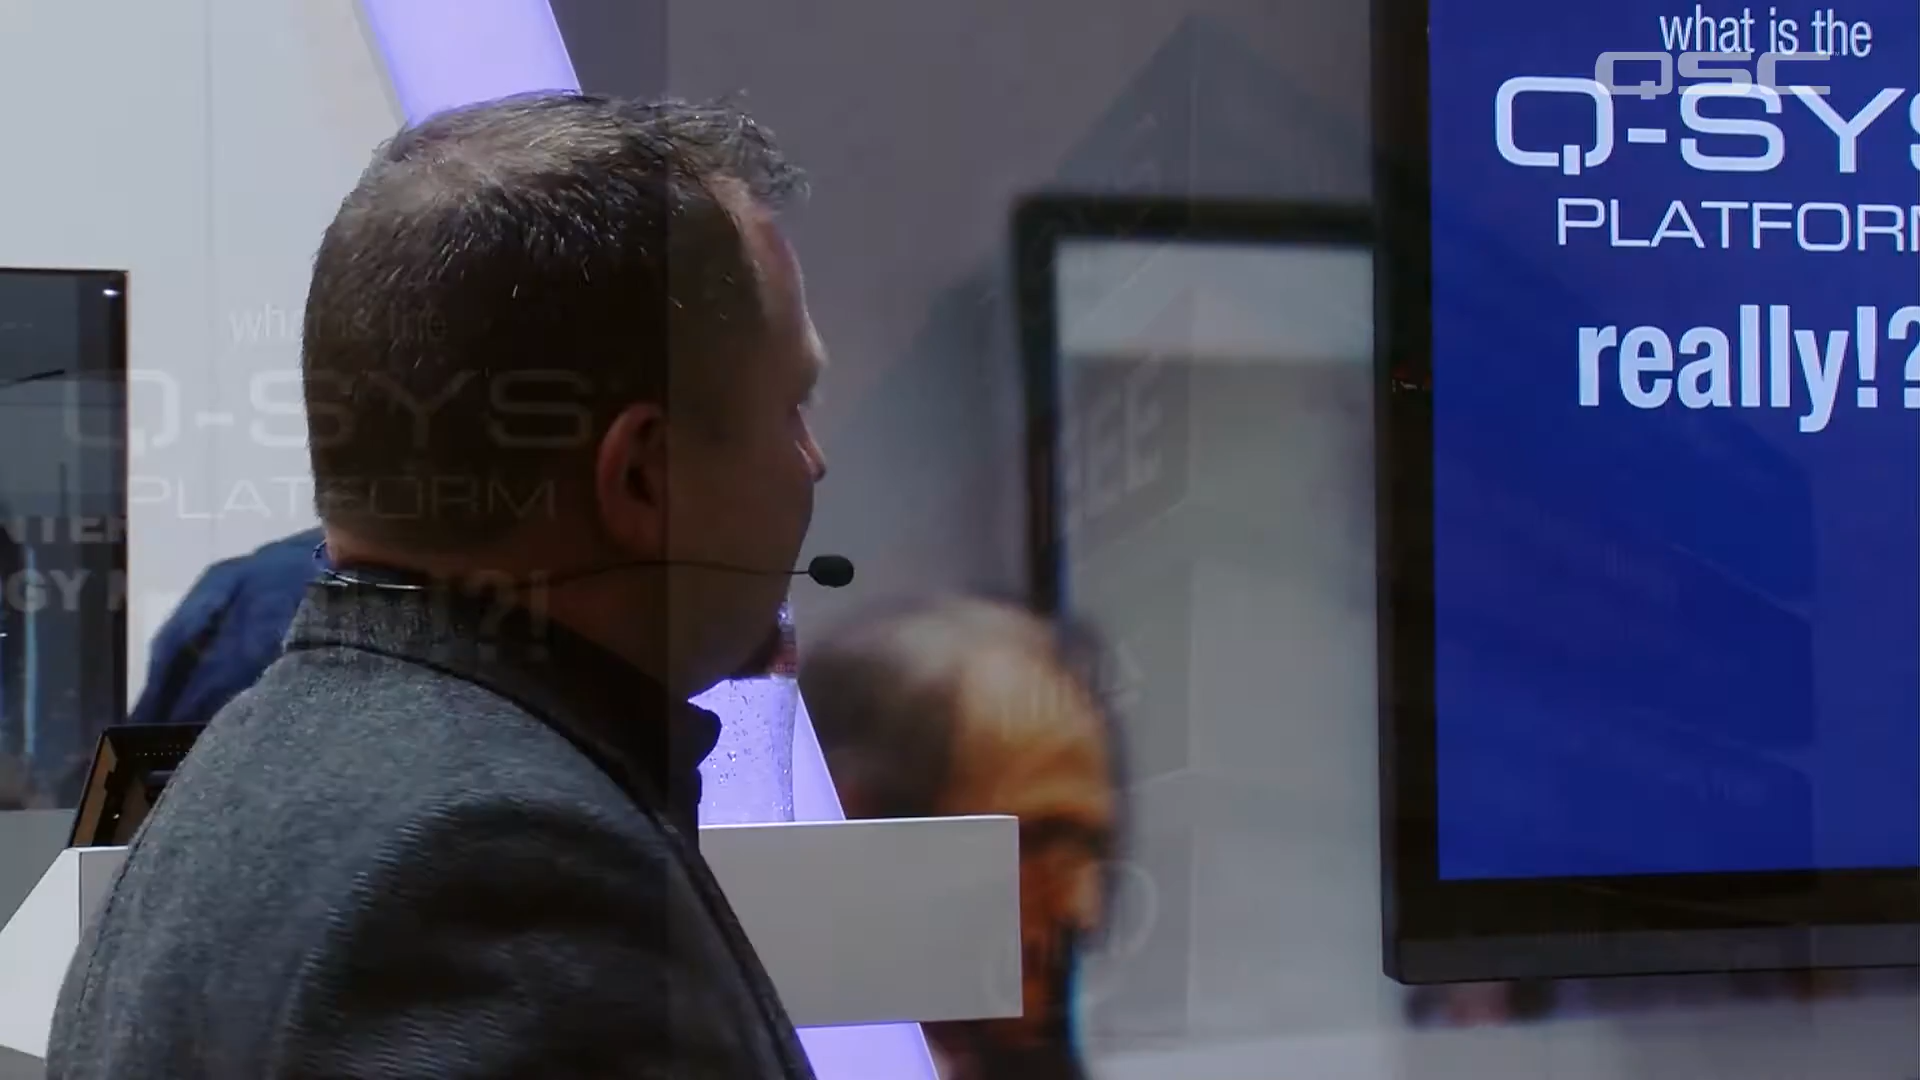 what is the
QSC
Q-SYS
PLATFORM
really!?
what is the
Q-SYS
PLATFORM